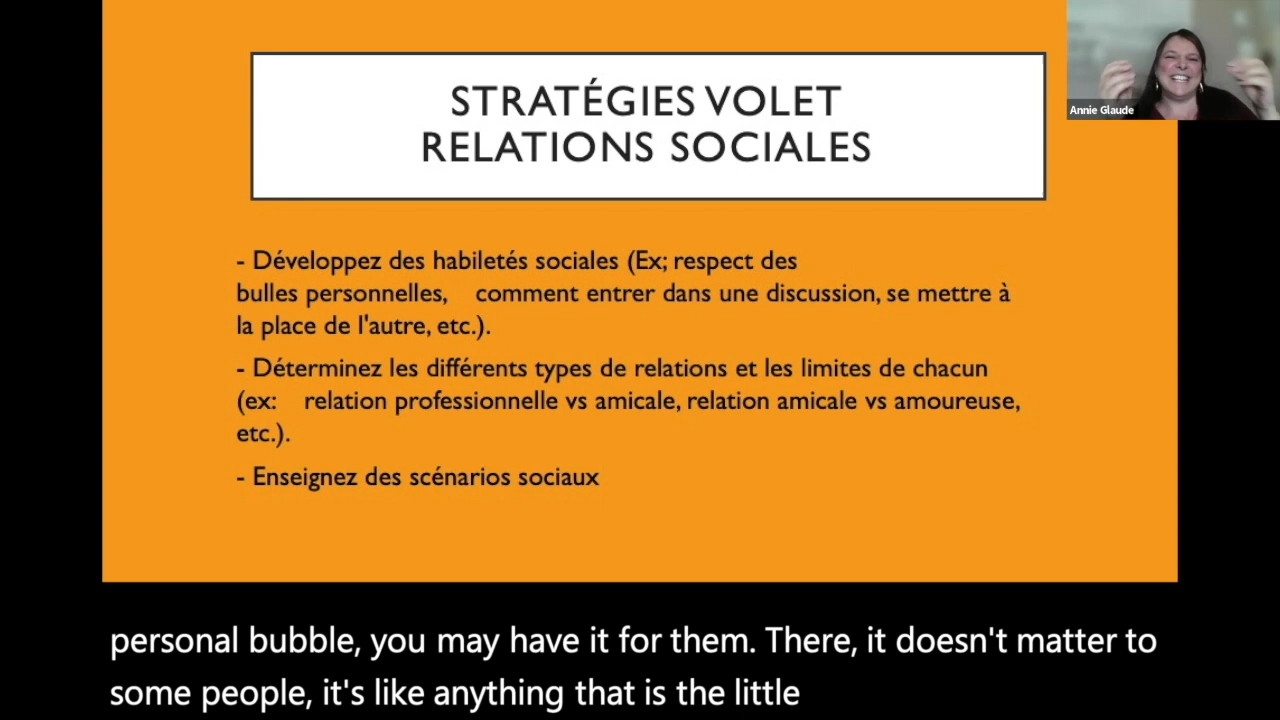 STRATÉGIES VOLET
RELATIONS SOCIALES
Annie Glaude
- Développez des habiletés sociales (Ex; respect des
bulles personnelles, comment entrer dans une discussion, se mettre à
la place de l'autre, etc.).
- Déterminez les différents types de relations et les limites de chacun
(ex: relation professionnelle vs amicale, relation amicale vs amoureuse,
etc.).
- Enseignez des scénarios sociaux
personal bubble, you may have it for them. There, it doesn't matter to
some people, it's like anything that is the little